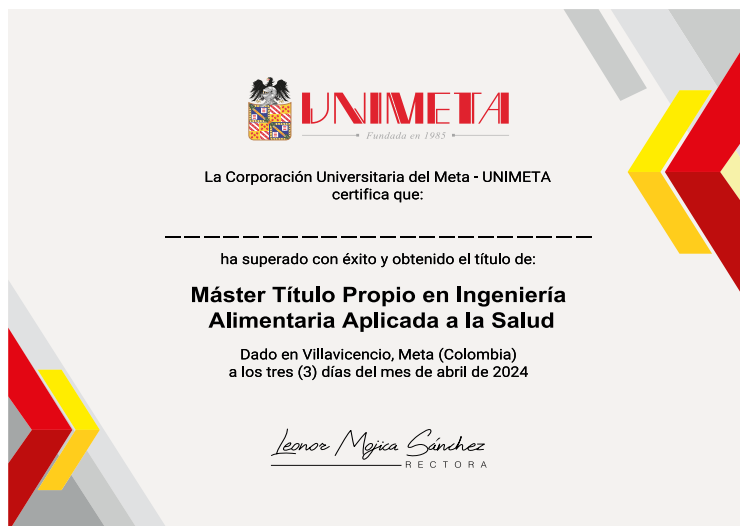 UNIMETA
Fundada en 1985
La Corporación Universitaria del Meta - UNIMETA
certifica que:
ha superado con éxito y obtenido el título de:
Máster Título Propio en Ingeniería
Alimentaria Aplicada a la Salud
Dado en Villavicencio, Meta (Colombia)
a los tres (3) días del mes de abril de 2024
Leonor Mojica Sánchez
RECTORA